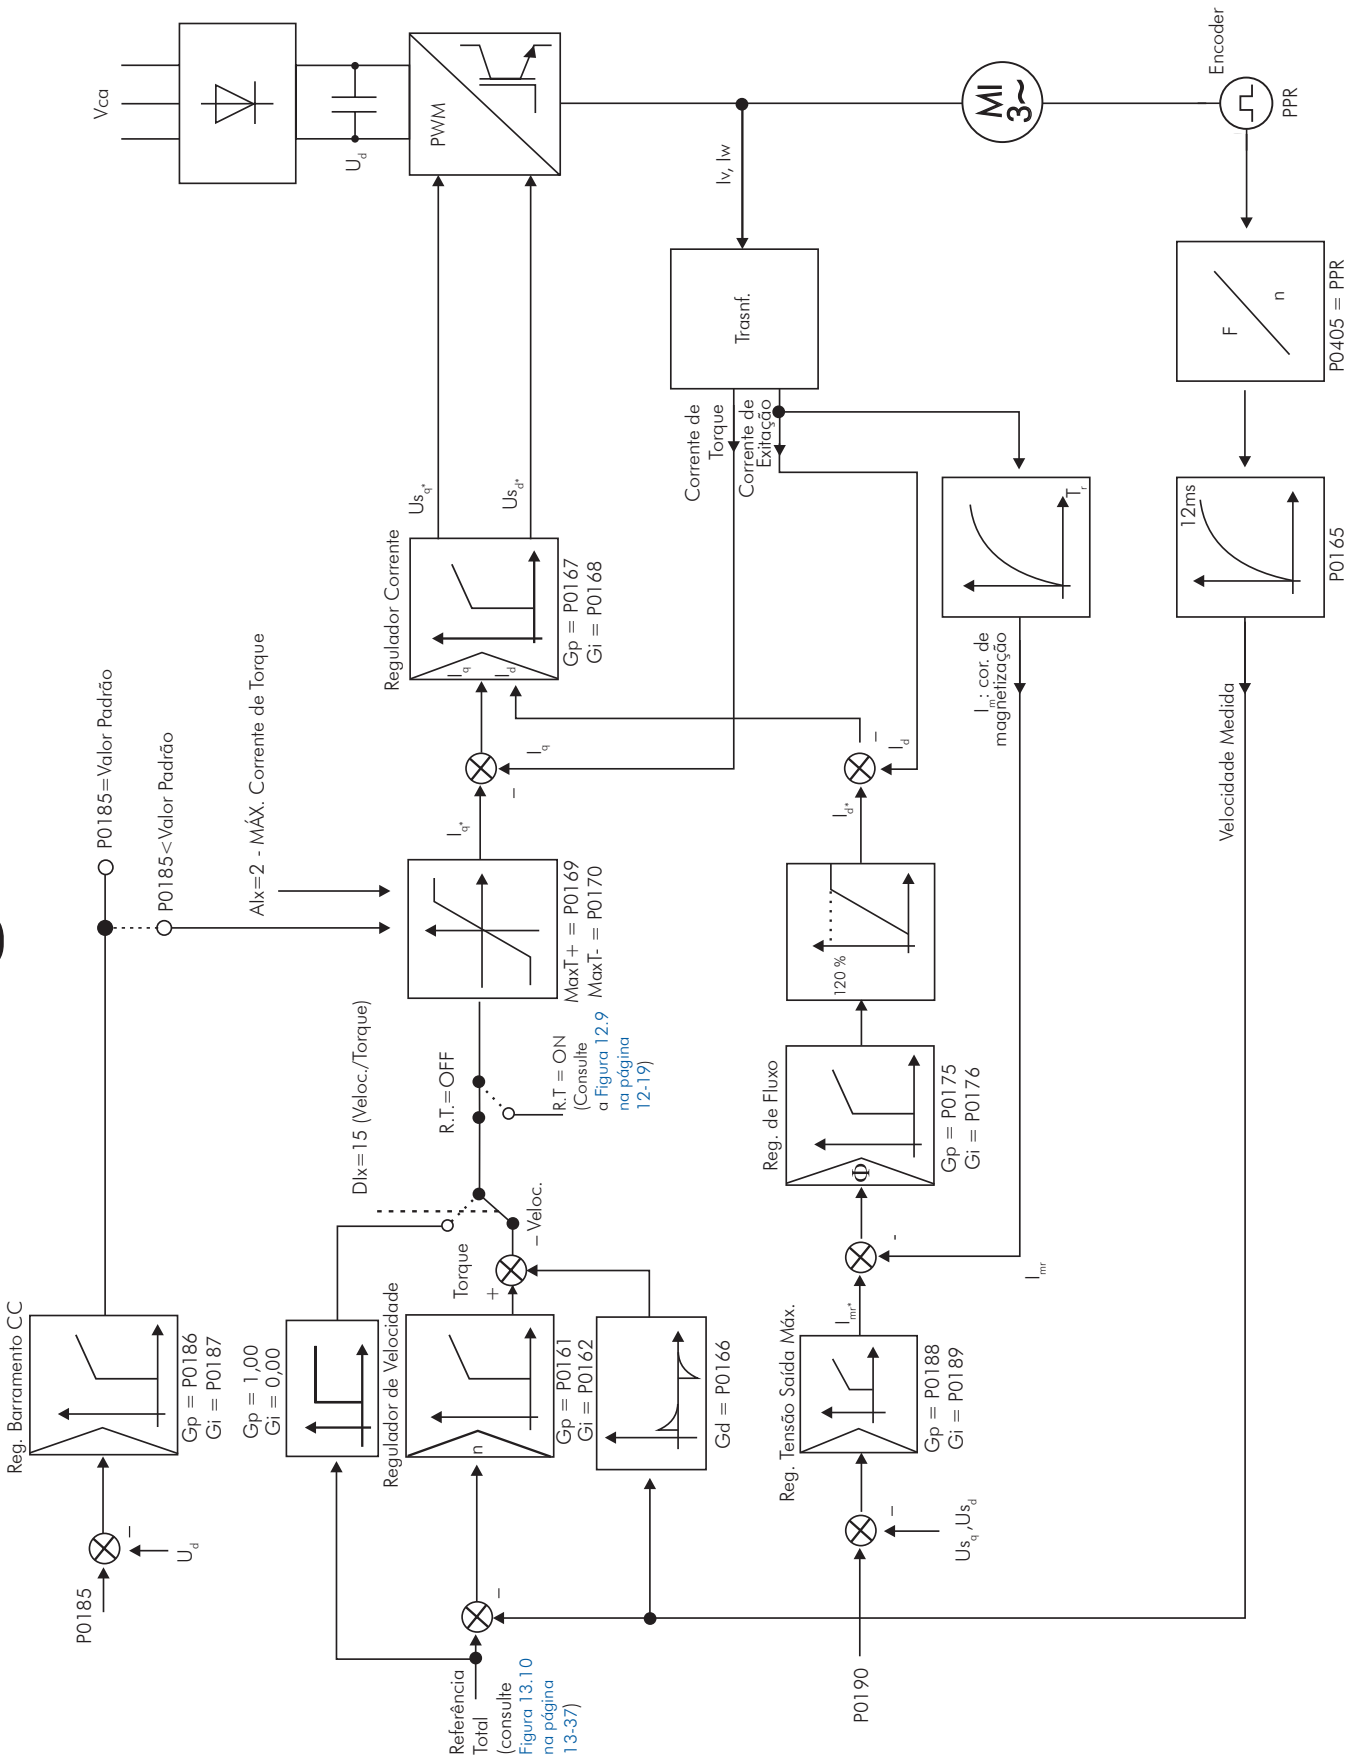 Reg. Barramento CC
P0185
U_d
–
Gp = P0186
Gi = P0187
P0185=Valor Padrão
P0185<Valor Padrão
AIx=2 - MÁX. Corrente de Torque
Vca
U_d
PWM
Gp = 1,00
Gi = 0,00
DIx=15 (Veloc./Torque)
Torque
Regulador de Velocidade
n
Gp = P0161
Gi = P0162
+
–
Veloc.
R.T.=OFF
R.T = ON
(Consulte
a Figura 12.9
na página
12-19)
MaxT+ = P0169
MaxT- = P0170
I_q*
–
I_q
Regulador Corrente
I_q
I_d
Gp = P0167
Gi = P0168
Us_q*
Us_d*
Referência
Total
(consulte
Figura 13.10
na página
13-37)
–
Gd = P0166
Corrente de
Torque
Corrente de
Exitação
Trasnf.
Iv, Iw
P0190
–
Us_q ,Us_d
Reg. Tensão Saída Máx.
Gp = P0188
Gi = P0189
I_mr*
-
I_mr
Reg. de Fluxo
Φ
Gp = P0175
Gi = P0176
120 %
I_d*
–
I_d
I_m: cor. de
magnetização
T_r
MI
3~
Velocidade Medida
12ms
P0165
F
n
P0405 = PPR
Encoder
PPR